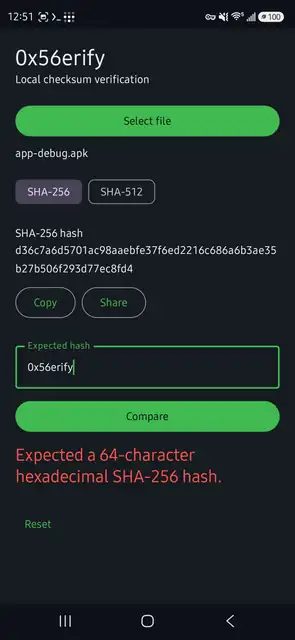 12:51
100
0x56erify
Local checksum verification
Select file
app-debug.apk
SHA-256
SHA-512
SHA-256 hash
d36c7a6d5701ac98aaebfe37f6ed2216c686a6b3ae35
b27b506f293d77ec8fd4
Copy
Share
Expected hash
0x56erify
Compare
Expected a 64-character
hexadecimal SHA-256 hash.
Reset